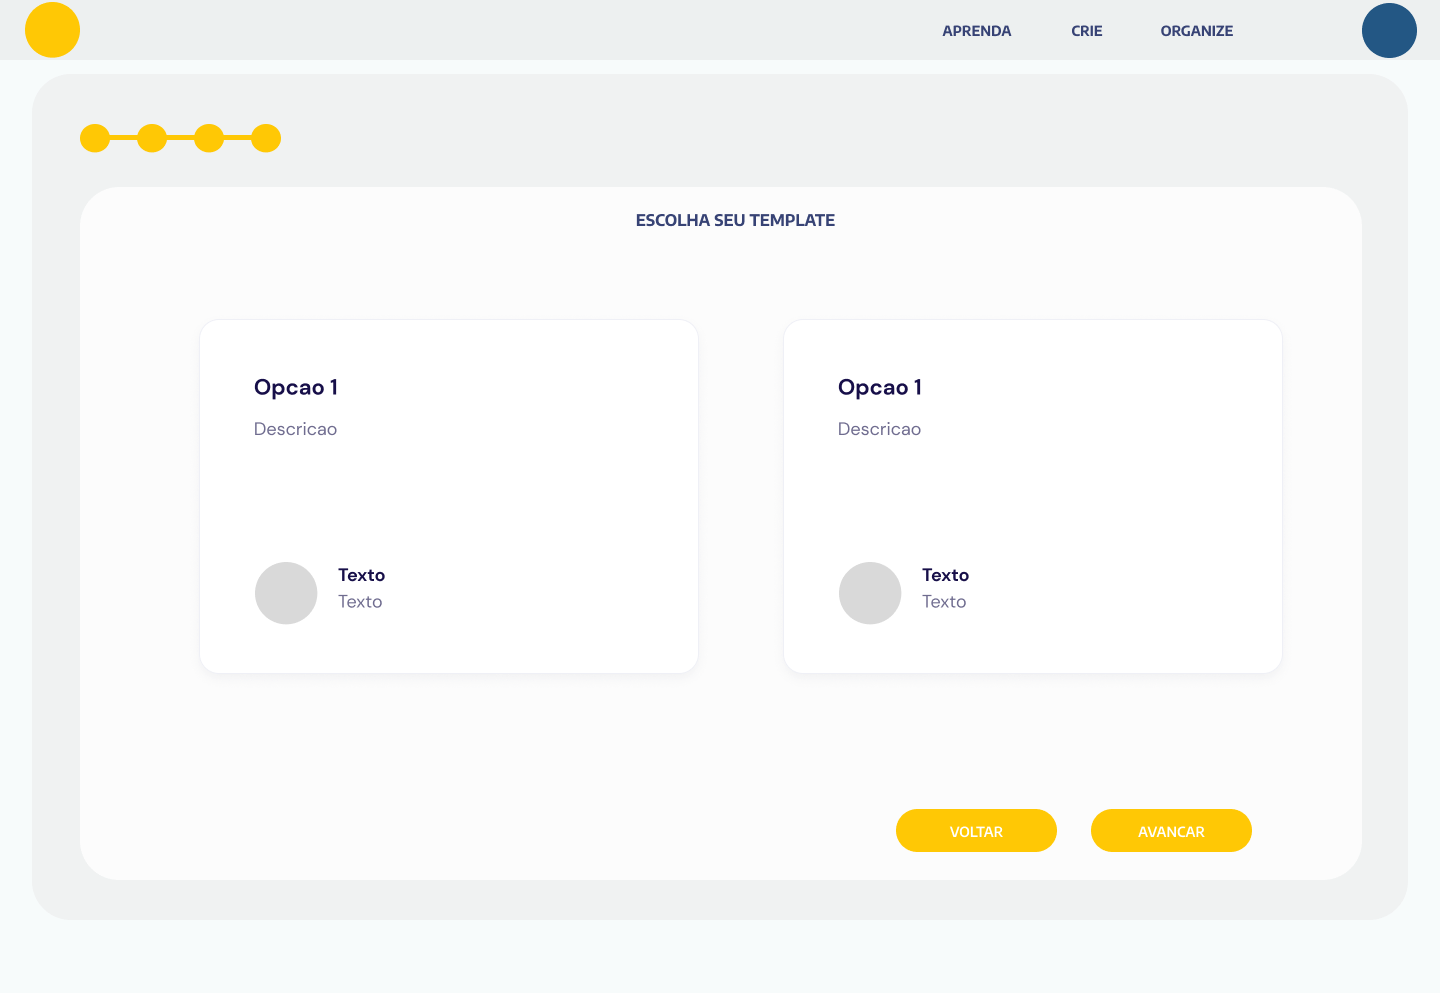 APRENDA CRIE ORGANIZE
ESCOLHA SEU TEMPLATE
Opcao 1
Descricao
Texto
Texto
Opcao 1
Descricao
Texto
Texto
VOLTAR AVANCAR